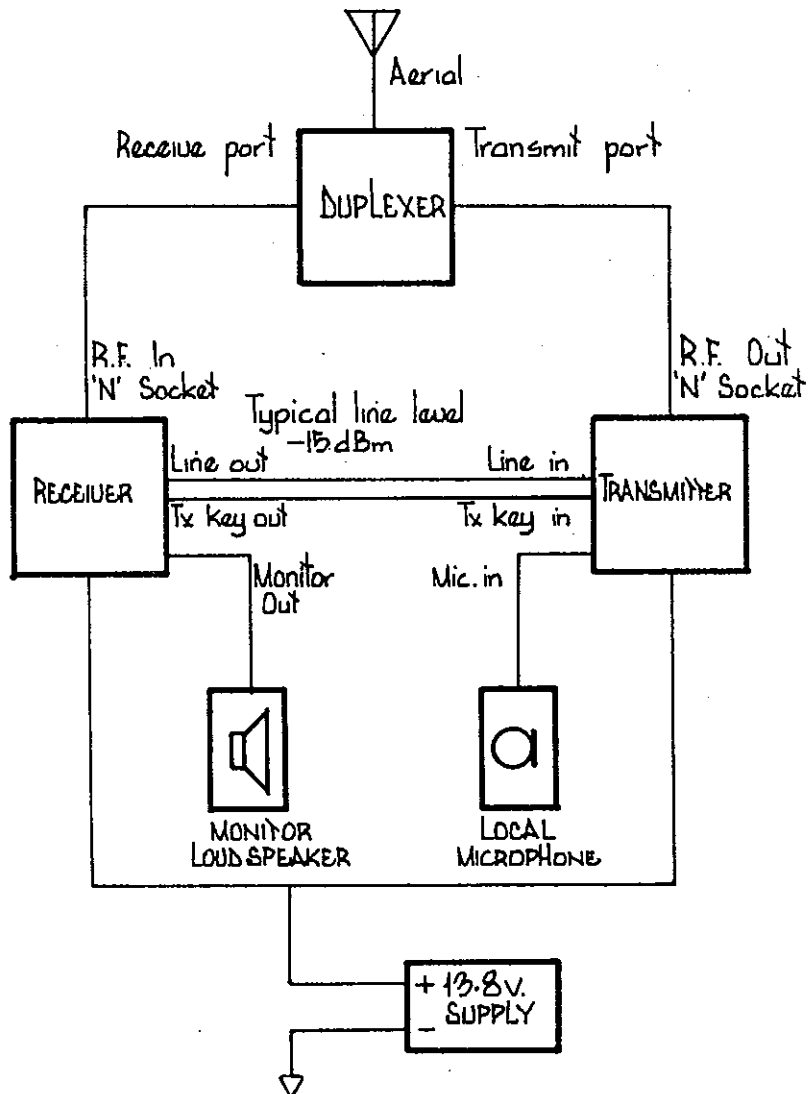 Aerial
Receive port
Transmit port
DUPLEXER
R.F. In
'N' Socket
R.F. Out
'N' Socket
Typical line level
-15dBm
Line out
Line in
RECEIVER
TRANSMITTER
Tx key out
Tx key in
Monitor
Out
Mic. in
MONITOR
LOUDSPEAKER
LOCAL
MICROPHONE
+ 13.8v.
SUPPLY
-